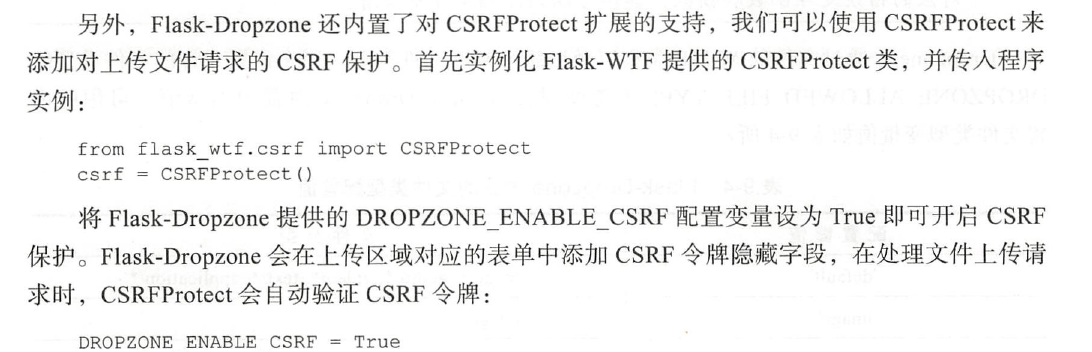 另外，Flask-Dropzone 还内置了对 CSRFProtect 扩展的支持，我们可以使用 CSRFProtect 来
添加对上传文件请求的 CSRF 保护。首先实例化 Flask-WTF 提供的 CSRFProtect 类，并传入程序
实例：
from flask_wtf.csrf import CSRFProtect
csrf = CSRFProtect()
将 Flask-Dropzone 提供的 DROPZONE_ENABLE_CSRF 配置变量设为 True 即可开启 CSRF
保护。Flask-Dropzone 会在上传区域对应的表单中添加 CSRF 令牌隐藏字段，在处理文件上传请
求时，CSRFProtect 会自动验证 CSRF 令牌：
DROPZONE_ENABLE_CSRF = True